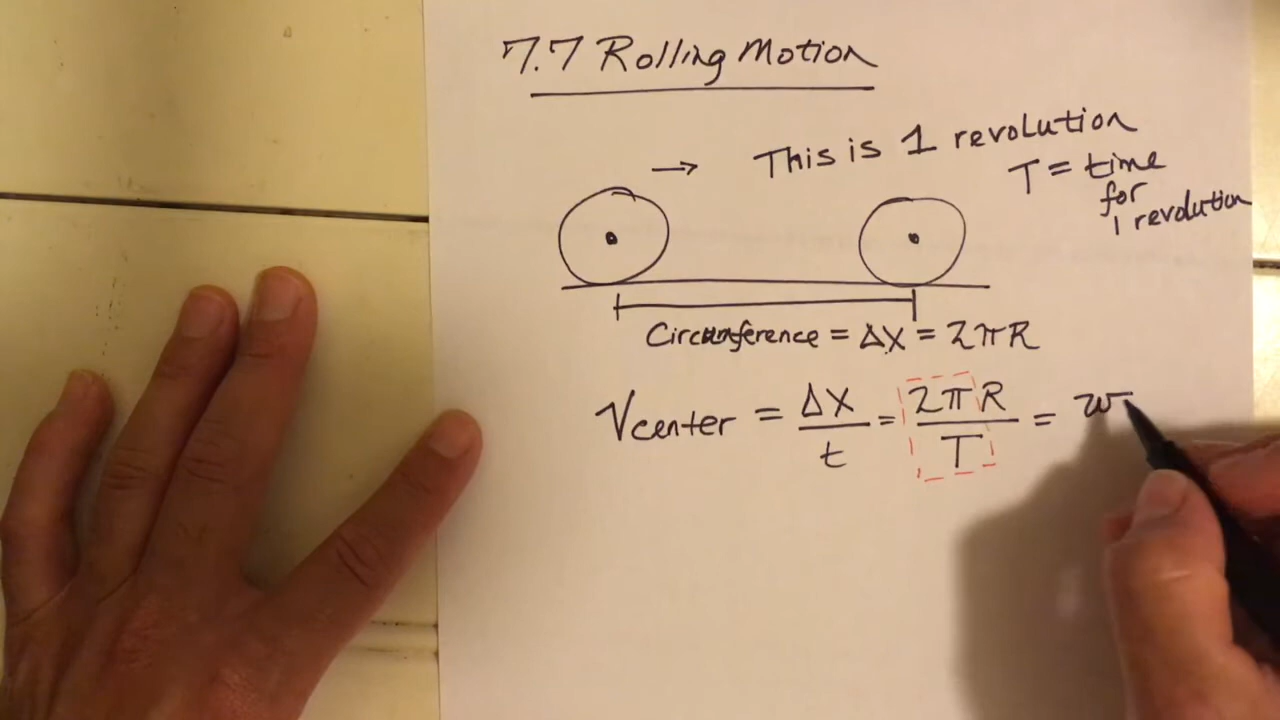 7.7 Rolling Motion
→ This is 1 revolution
T = time
for
1 revolution
Circumference = Δx = 2πR
Vcenter = Δx/t = 2πR/T = w